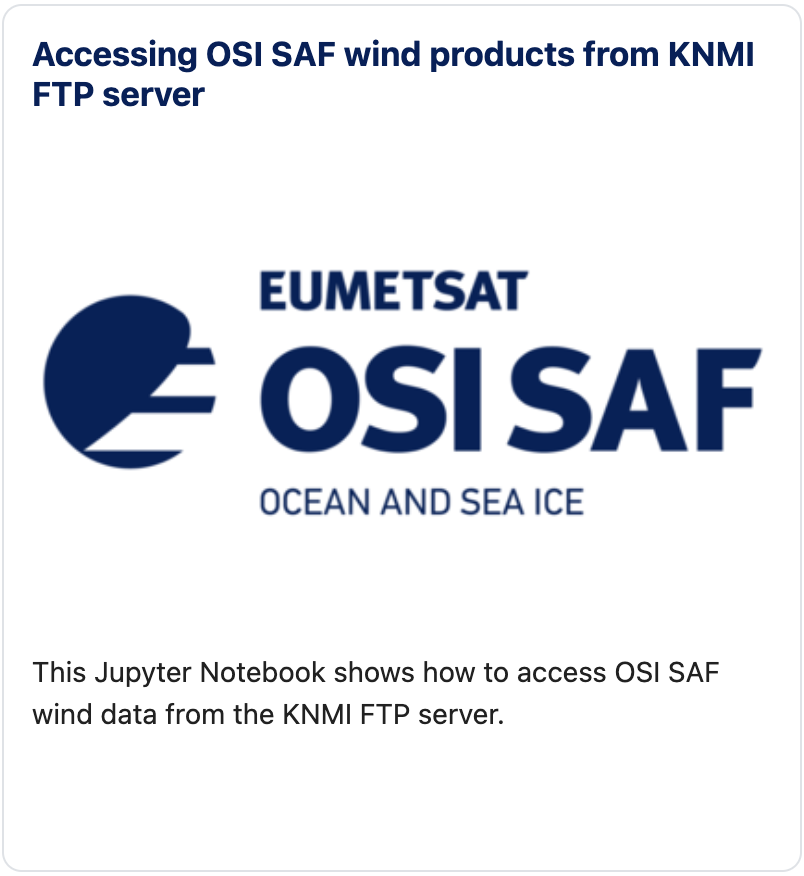 Accessing OSI SAF wind products from KNMI
FTP server
EUMETSAT
OSI SAF
OCEAN AND SEA ICE
This Jupyter Notebook shows how to access OSI SAF
wind data from the KNMI FTP server.